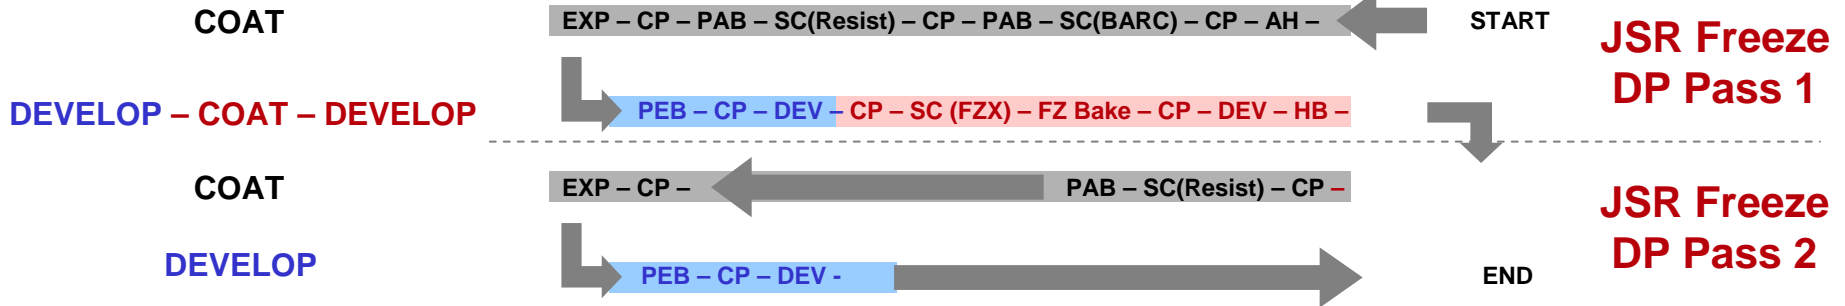 COAT
EXP – CP – PAB – SC(Resist) – CP – PAB – SC(BARC) – CP – AH –
START
JSR Freeze
DP Pass 1
DEVELOP – COAT – DEVELOP
PEB – CP – DEV – CP – SC (FZX) – FZ Bake – CP – DEV – HB –
COAT
EXP – CP –
PAB – SC(Resist) – CP –
JSR Freeze
DP Pass 2
DEVELOP
PEB – CP – DEV -
END